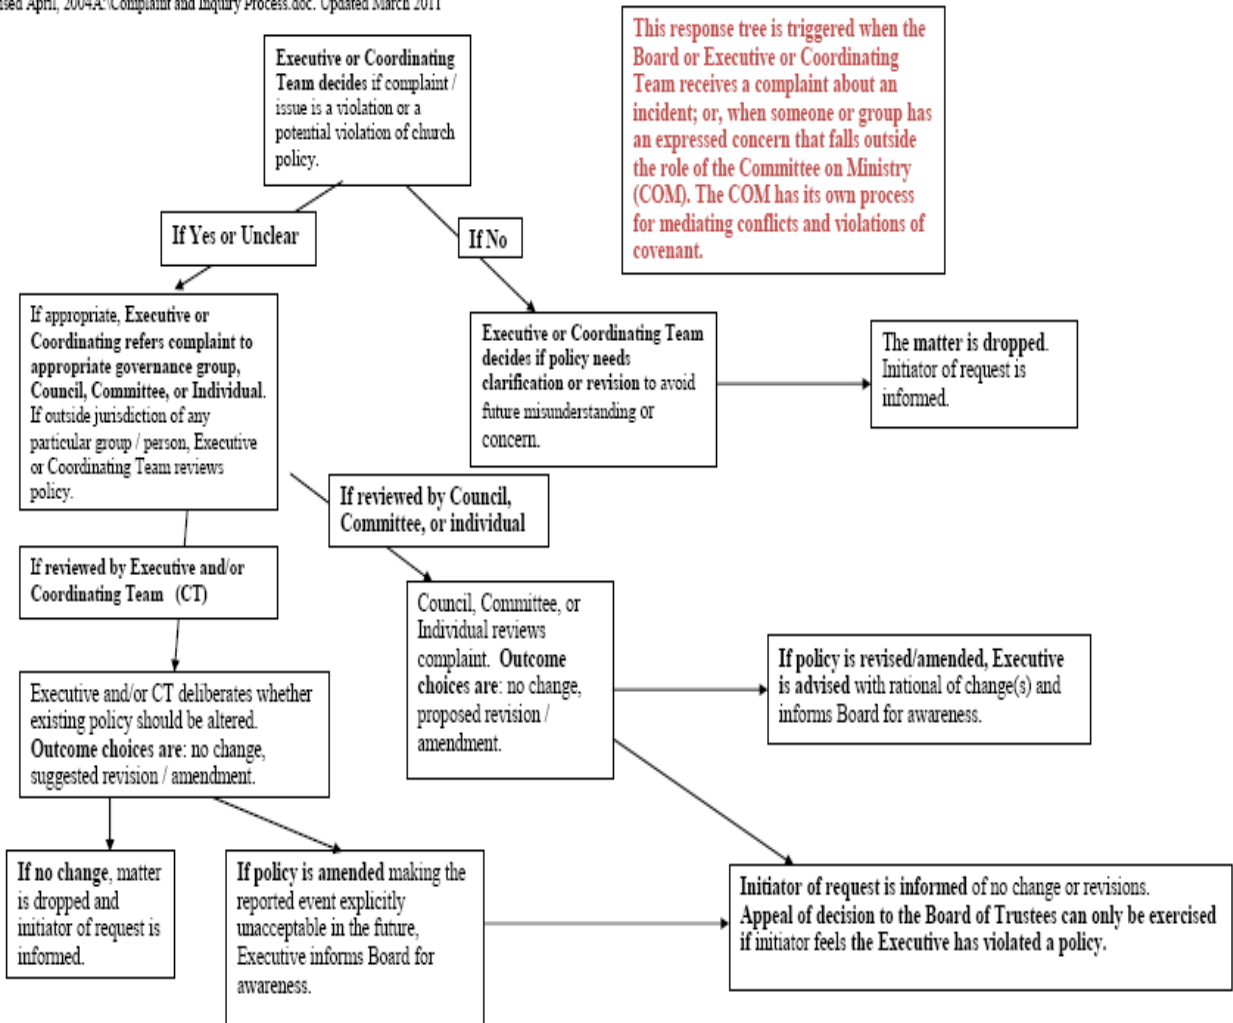 ised April, 2004A:\Complaint and Inquiry Process.doc. Updated March 2011
This response tree is triggered when the
Board or Executive or Coordinating
Team receives a complaint about an
incident; or, when someone or group has
an expressed concern that falls outside
the role of the Committee on Ministry
(COM). The COM has its own process
for mediating conflicts and violations of
covenant.
Executive or Coordinating
Team decides if complaint /
issue is a violation or a
potential violation of church
policy.
If Yes or Unclear
If No
If appropriate, Executive or
Coordinating refers complaint to
appropriate governance group,
Council, Committee, or Individual.
If outside jurisdiction of any
particular group / person, Executive
or Coordinating Team reviews
policy.
Executive or Coordinating Team
decides if policy needs
clarification or revision to avoid
future misunderstanding or
concern.
The matter is dropped.
Initiator of request is
informed.
If reviewed by Council,
Committee, or individual
If reviewed by Executive and/or
Coordinating Team (CT)
Council, Committee, or
Individual reviews
complaint. Outcome
choices are: no change,
proposed revision /
amendment.
If policy is revised/amended, Executive
is advised with rational of change(s) and
informs Board for awareness.
Executive and/or CT deliberates whether
existing policy should be altered.
Outcome choices are: no change,
suggested revision / amendment.
If no change, matter
is dropped and
initiator of request is
informed.
If policy is amended making the
reported event explicitly
unacceptable in the future,
Executive informs Board for
awareness.
Initiator of request is informed of no change or revisions.
Appeal of decision to the Board of Trustees can only be exercised
if initiator feels the Executive has violated a policy.